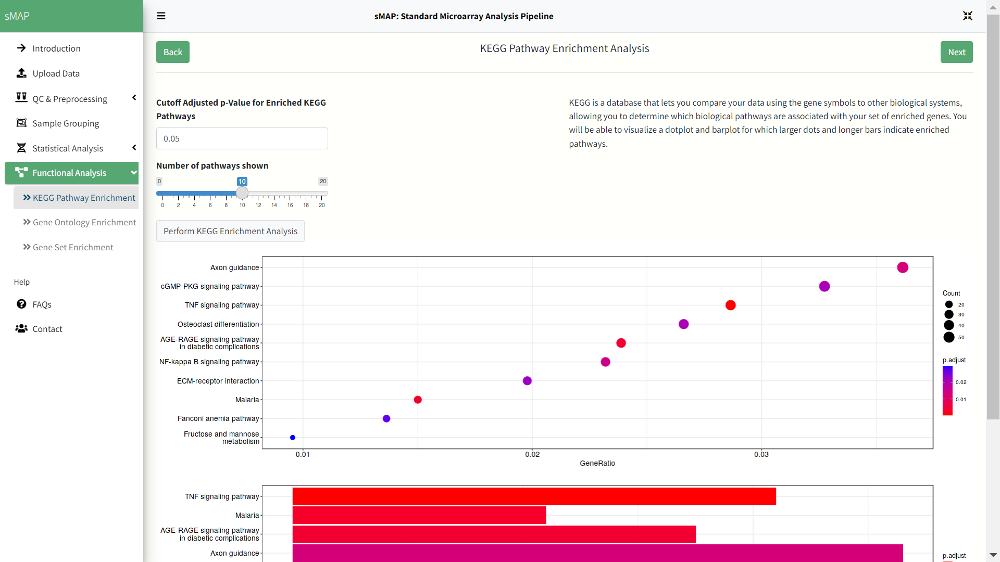 sMAP
sMAP: Standard Microarray Analysis Pipeline
Introduction
Upload Data
QC & Preprocessing
Sample Grouping
Statistical Analysis
Functional Analysis
KEGG Pathway Enrichment
Gene Ontology Enrichment
Gene Set Enrichment
Help
FAQs
Contact
Back
KEGG Pathway Enrichment Analysis
Next
Cutoff Adjusted p-Value for Enriched KEGG
Pathways
0.05
Number of pathways shown
0 10 20
0 2 4 6 8 10 12 14 16 18 20
Perform KEGG Enrichment Analysis
KEGG is a database that lets you compare your data using the gene symbols to other biological systems,
allowing you to determine which biological pathways are associated with your set of enriched genes. You
will be able to visualize a dotplot and barplot for which larger dots and longer bars indicate enriched
pathways.
Axon guidance
cGMP-PKG signaling pathway
TNF signaling pathway
Osteoclast differentiation
AGE-RAGE signaling pathway
in diabetic complications
NF-kappa B signaling pathway
ECM-receptor interaction
Malaria
Fanconi anemia pathway
Fructose and mannose
metabolism
0.01 0.02 0.03
GeneRatio
Count
20
30
40
50
p.adjust
0.02
0.01
TNF signaling pathway
Malaria
AGE-RAGE signaling pathway
in diabetic complications
Axon guidance
p.adjust